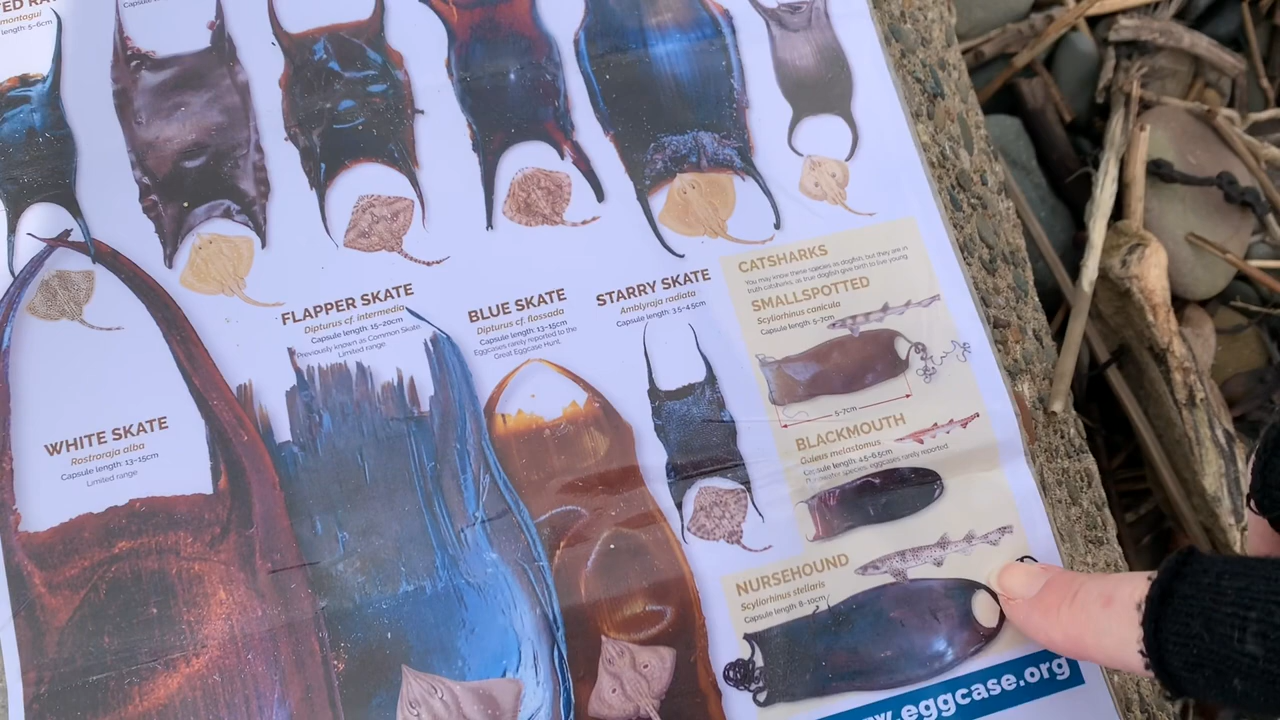 montagui
length: 5-6cm
WHITE SKATE
Rostroraja alba
Capsule length: 13-15cm
Limited range
FLAPPER SKATE
Dipturus cf. intermedia
Capsule length: 15-20cm
Previously known as Common Skate.
Limited range
BLUE SKATE
Dipturus cf. flossada
Capsule length: 13-15cm
Eggcases rarely reported to the
Great Eggcase Hunt.
STARRY SKATE
Amblyraja radiata
Capsule length: 3.5-4.5cm
CATSHARKS
You may know these species as dogfish, but they are in
truth catsharks, as true dogfish give birth to live young.
SMALLSPOTTED
Scyliorhinus canicula
Capsule length: 5-7cm
5-7cm
BLACKMOUTH
Galeus melastomus
Capsule length: 4.5-6.5cm
species; eggcases rarely reported
NURSEHOUND
Scyliorhinus stellaris
Capsule length: 8-10cm
.eggcase.org